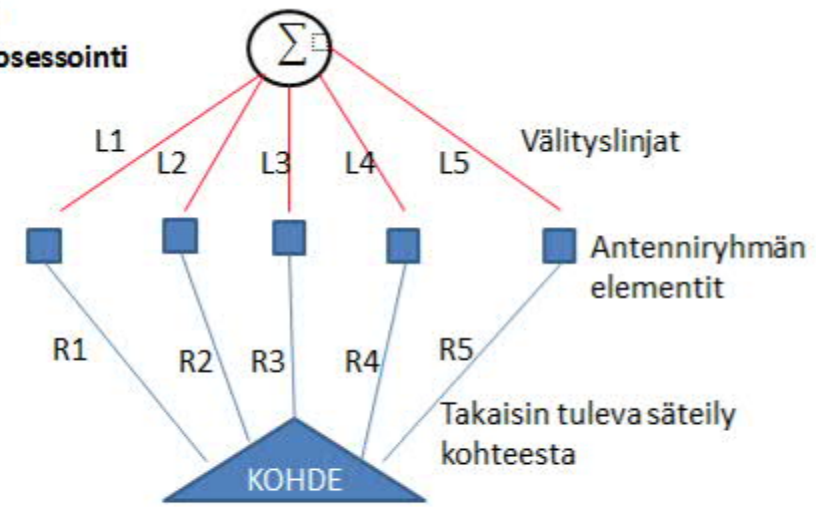 osessointi
Σ
L1
L2
L3
L4
L5
Välityslinjat
Antenniryhmän
elementit
R1
R2
R3
R4
R5
Takaisin tuleva säteily
kohteesta
KOHDE